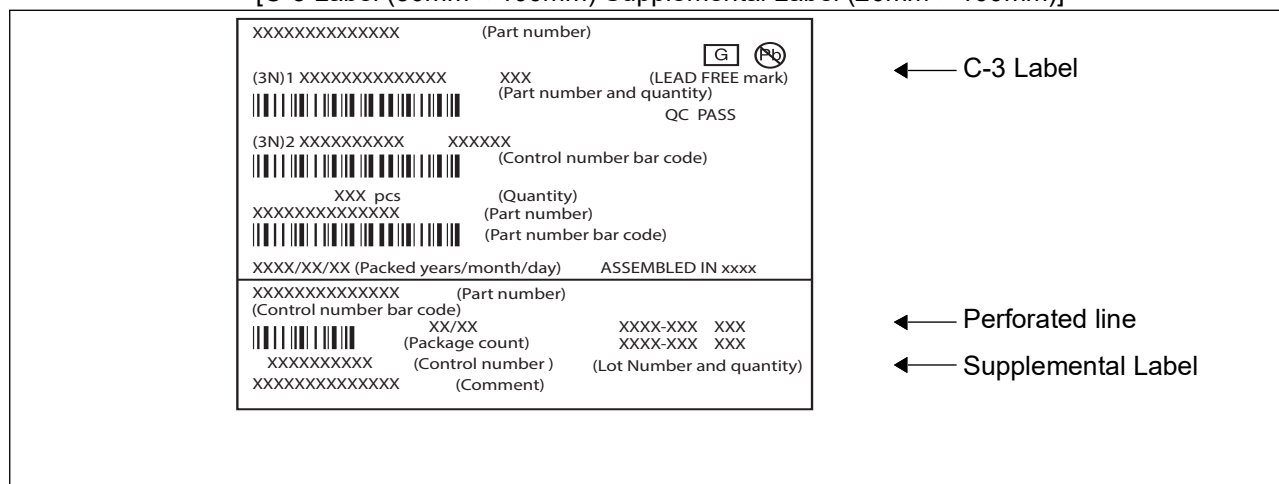 XXXXXXXXXXXXXX (Part number)
G Pb
(3N)1 XXXXXXXXXXXXXX XXX (LEAD FREE mark)
(Part number and quantity)
QC PASS
(3N)2 XXXXXXXXXX XXXXXX
(Control number bar code)
XXX pcs (Quantity)
XXXXXXXXXXXXXX (Part number)
(Part number bar code)
XXXX/XX/XX (Packed years/month/day) ASSEMBLED IN xxxx
C-3 Label
XXXXXXXXXXXXXX (Part number)
(Control number bar code)
XX/XX XXXX-XXX XXX
(Package count) XXXX-XXX XXX
XXXXXXXXXX (Control number ) (Lot Number and quantity)
XXXXXXXXXXXXXX (Comment)
Perforated line
Supplemental Label